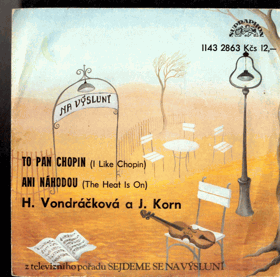 SUPRAPHON
1143 2863 Kčs 12,–
NA VÝSLUNÍ
TO PAN CHOPIN (I Like Chopin)
ANI NÁHODOU (The Heat Is On)
H. Vondráčková a J. Korn
z televizního pořadu SEJDEME SE NA VÝSLUNÍ